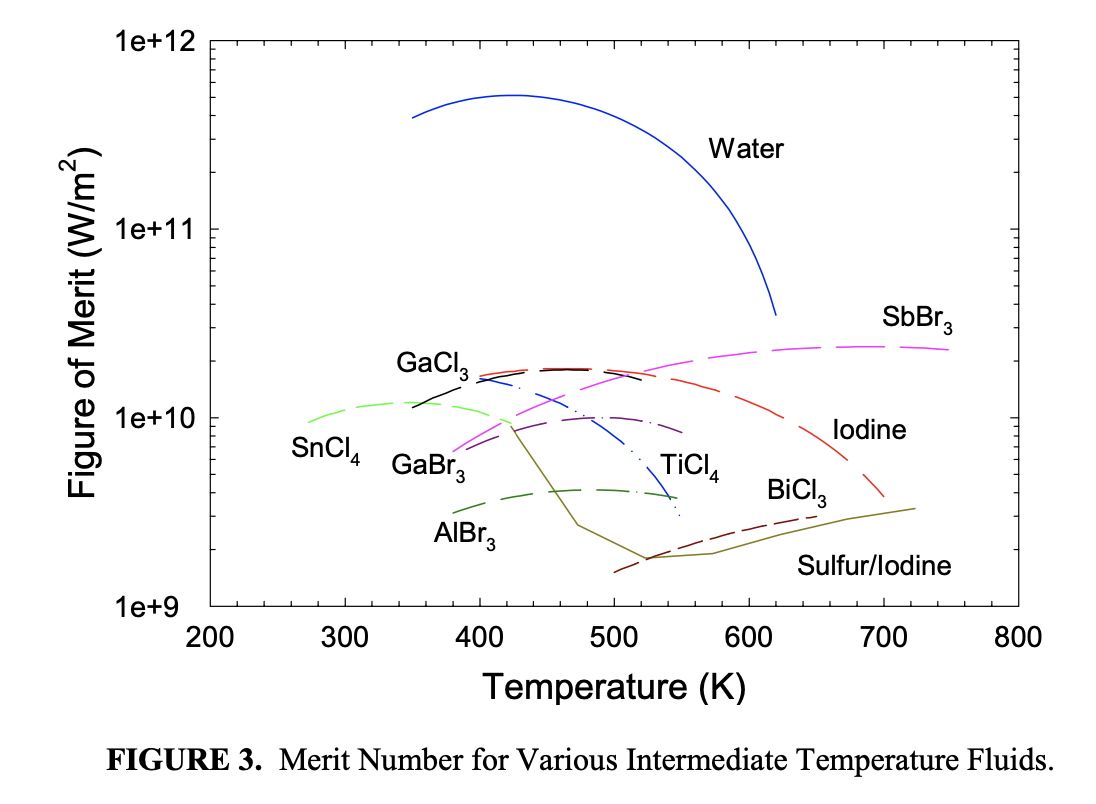 1e+12
1e+11
1e+10
1e+9
Figure of Merit (W/m²)
Water
SbBr₃
GaCl₃
Iodine
SnCl₄
GaBr₃
TiCl₄
BiCl₃
AlBr₃
Sulfur/Iodine
200 300 400 500 600 700 800
Temperature (K)
FIGURE 3. Merit Number for Various Intermediate Temperature Fluids.